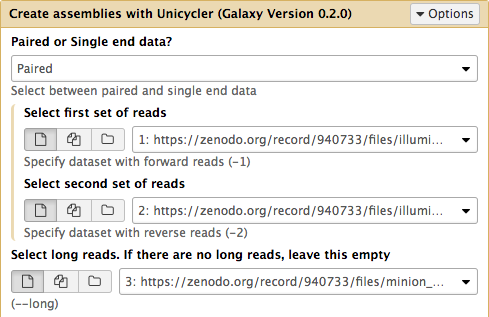 Create assemblies with Unicycler (Galaxy Version 0.2.0)
Options
Paired or Single end data?
Paired
Select between paired and single end data
Select first set of reads
1: https://zenodo.org/record/940733/files/illumi...
Specify dataset with forward reads (-1)
Select second set of reads
2: https://zenodo.org/record/940733/files/illumi...
Specify dataset with reverse reads (-2)
Select long reads. If there are no long reads, leave this empty
3: https://zenodo.org/record/940733/files/minion_...
(--long)